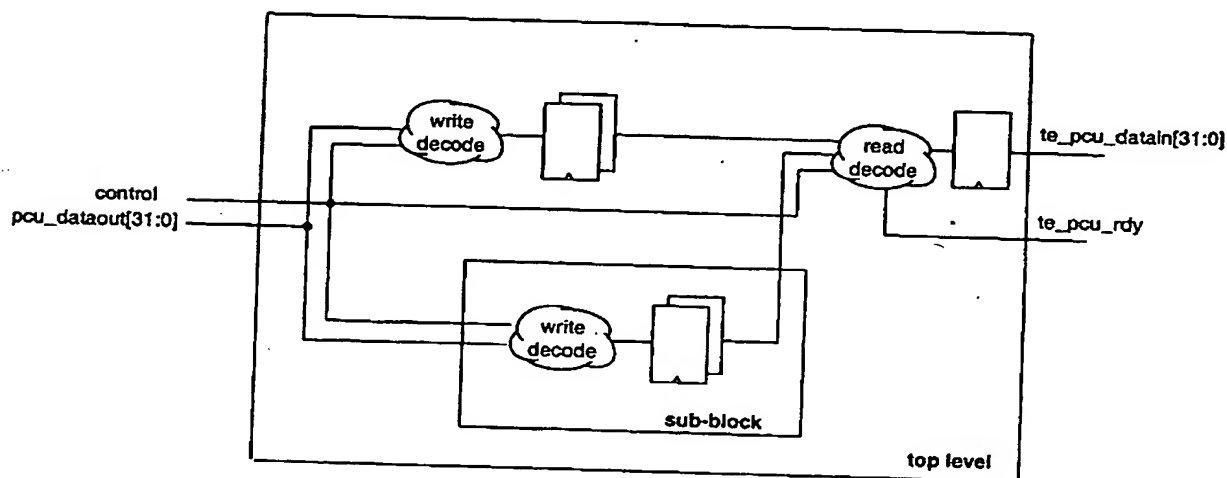 write
decode
read
decode
te_pcu_datain[31:0]
control
pcu_dataout[31:0]
te_pcu_rdy
write
decode
sub-block
top level